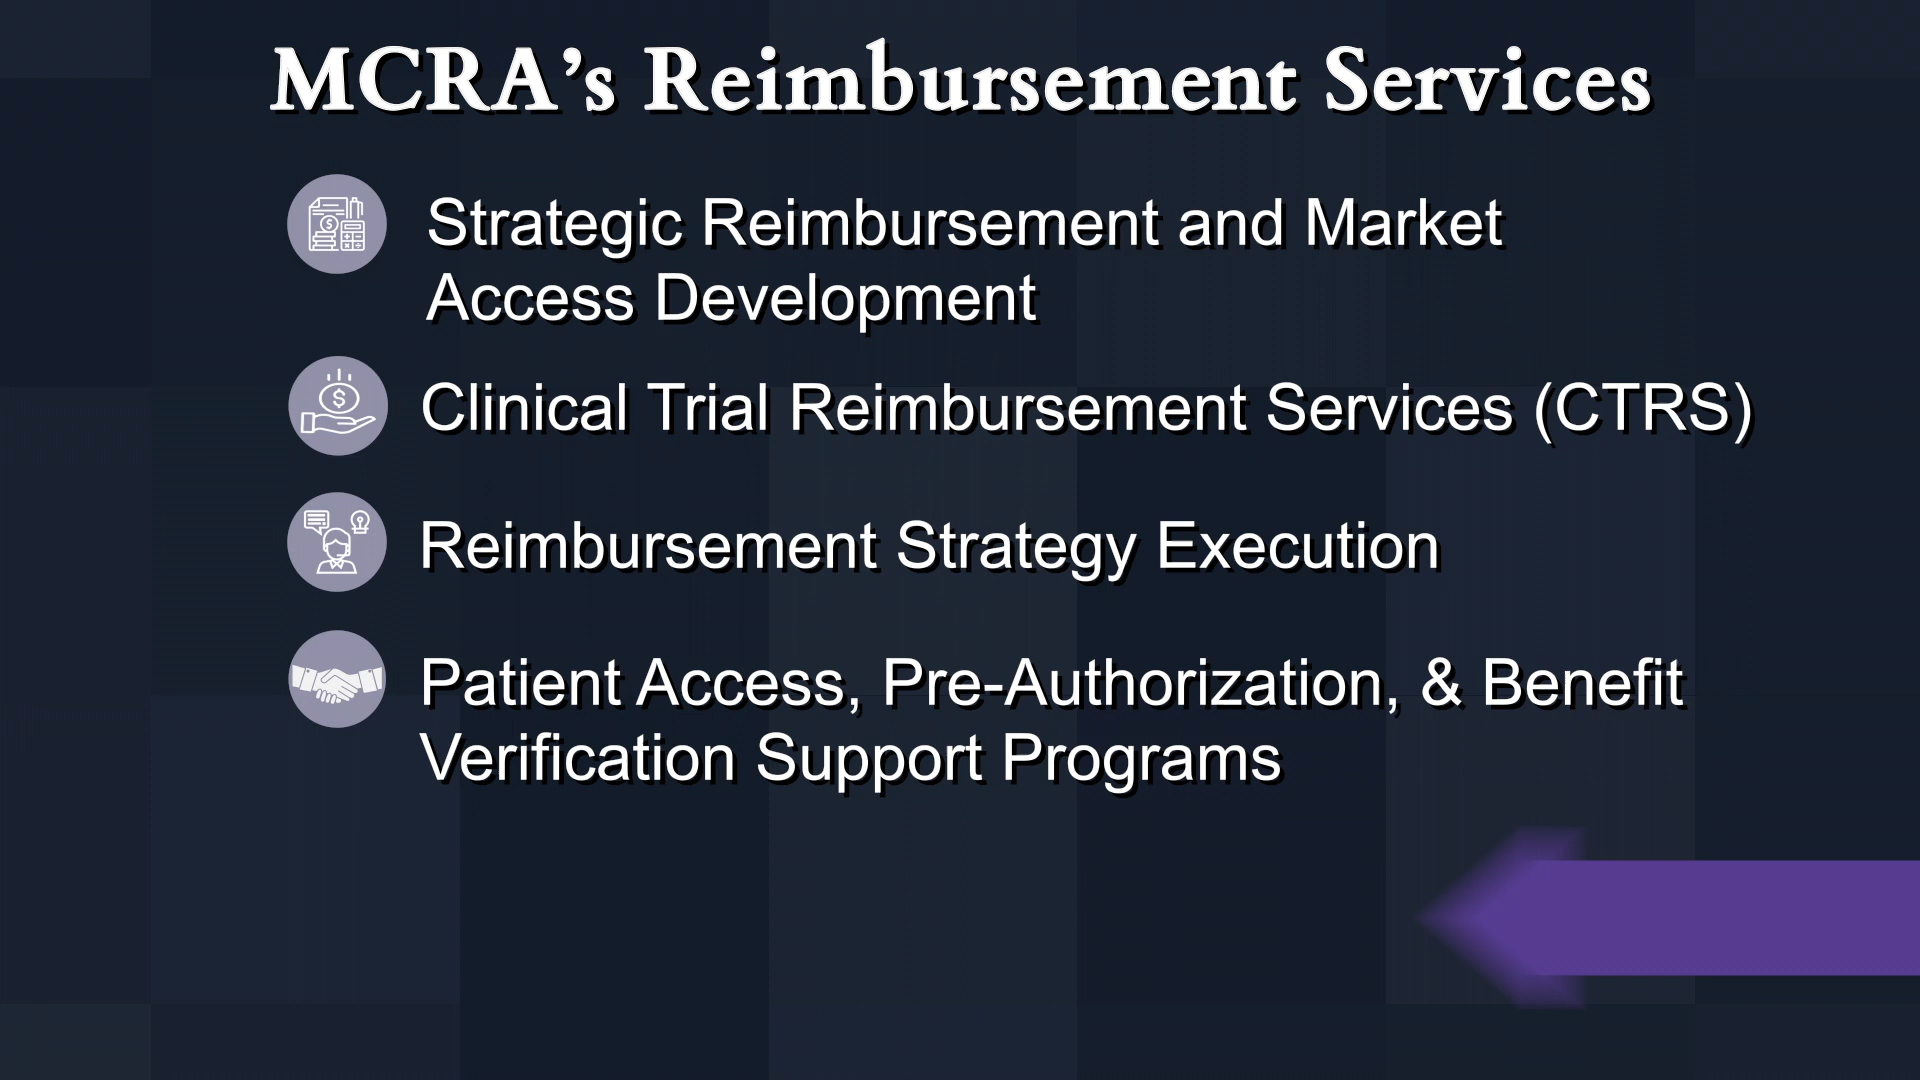 MCRA’s Reimbursement Services
Strategic Reimbursement and Market
Access Development
Clinical Trial Reimbursement Services (CTRS)
Reimbursement Strategy Execution
Patient Access, Pre-Authorization, & Benefit
Verification Support Programs